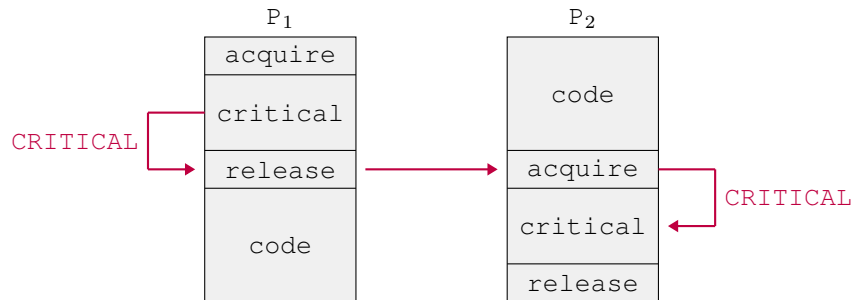 P1
P2
acquire
critical
CRITICAL
release
code
code
acquire
critical
CRITICAL
release